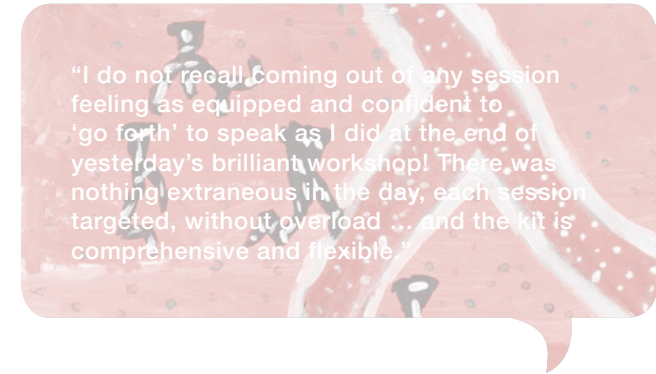 “I do not recall coming out of any session
feeling as equipped and confident to
‘go forth’ to speak as I did at the end of
yesterday’s brilliant workshop! There was
nothing extraneous in the day, each session
targeted, without overload ... and the kit is
comprehensive and flexible.”